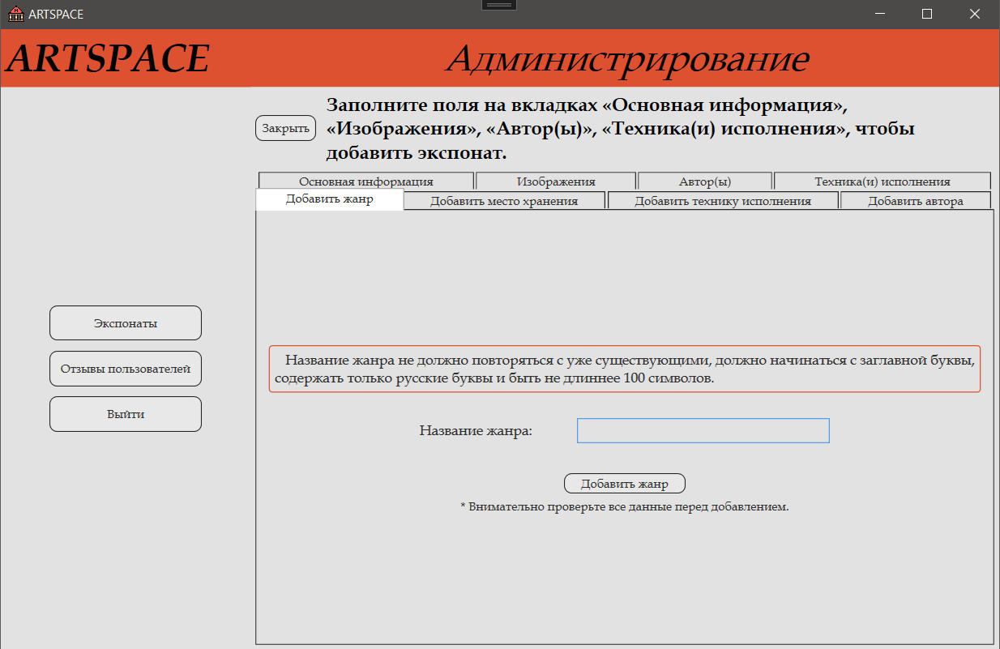 ARTSPACE
ARTSPACE
Администрирование
Закрыть
Заполните поля на вкладках «Основная информация»,
«Изображения», «Автор(ы)», «Техника(и) исполнения», чтобы
добавить экспонат.
Основная информация
Изображения
Автор(ы)
Техника(и) исполнения
Добавить жанр
Добавить место хранения
Добавить технику исполнения
Добавить автора
Экспонаты
Отзывы пользователей
Выйти
Название жанра не должно повторяться с уже существующими, должно начинаться с заглавной буквы,
содержать только русские буквы и быть не длиннее 100 символов.
Название жанра:
Добавить жанр
* Внимательно проверьте все данные перед добавлением.